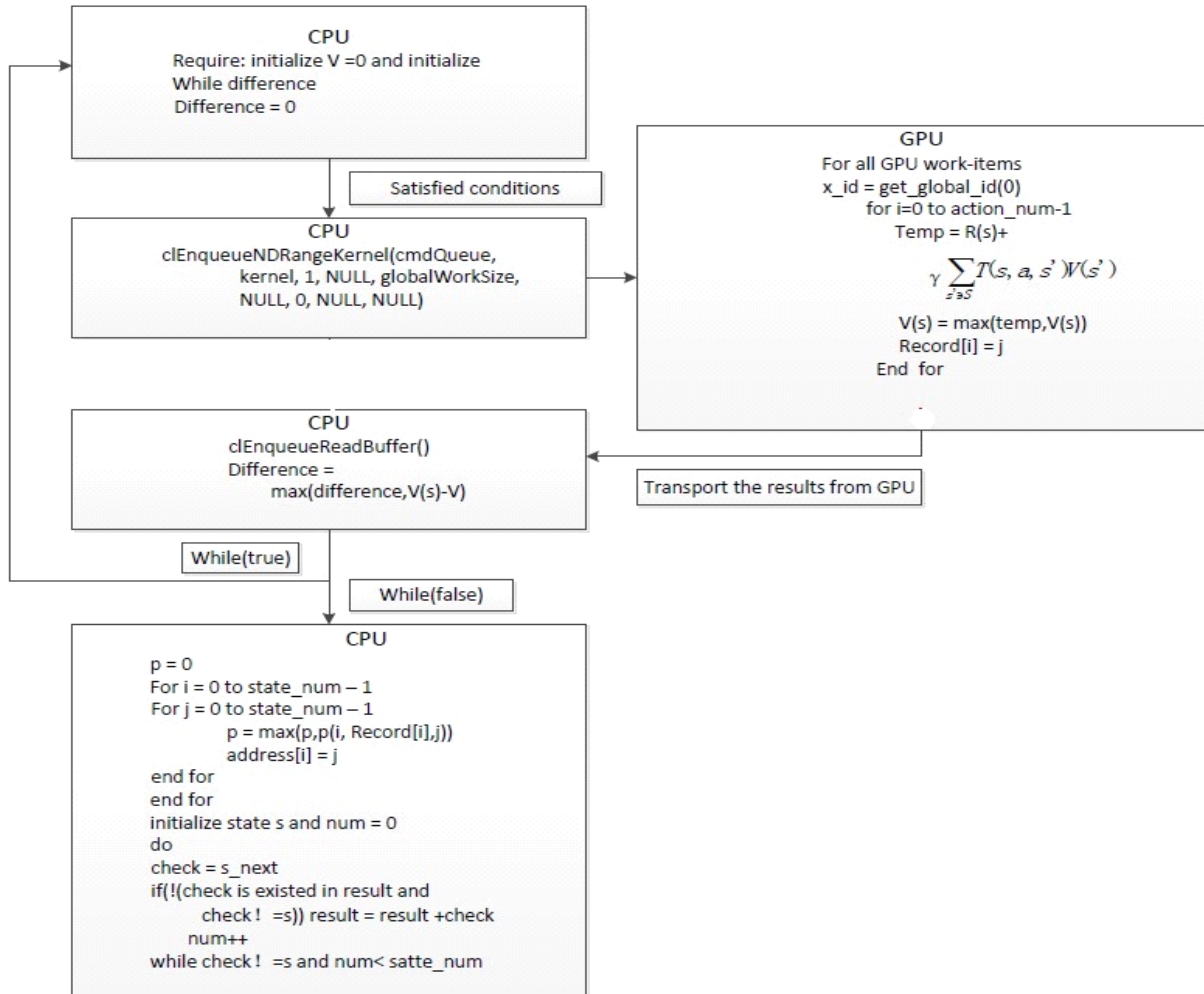 CPU
Require: initialize V =0 and initialize
While difference
Difference = 0
Satisfied conditions
CPU
clEnqueueNDRangeKernel(cmdQueue,
kernel, 1, NULL, globalWorkSize,
NULL, 0, NULL, NULL)
GPU
For all GPU work-items
x_id = get_global_id(0)
for i=0 to action_num-1
Temp = R(s)+
γ ∑ T(s, a, s’)V(s’)
s'∍S
V(s) = max(temp,V(s))
Record[i] = j
End for
Transport the results from GPU
CPU
clEnqueueReadBuffer()
Difference =
max(difference,V(s)-V)
While(true)
While(false)
CPU
p = 0
For i = 0 to state_num – 1
For j = 0 to state_num – 1
p = max(p,p(i, Record[i],j))
address[i] = j
end for
end for
initialize state s and num = 0
do
check = s_next
if(!(check is existed in result and
check! =s)) result = result +check
num++
while check! =s and num< satte_num